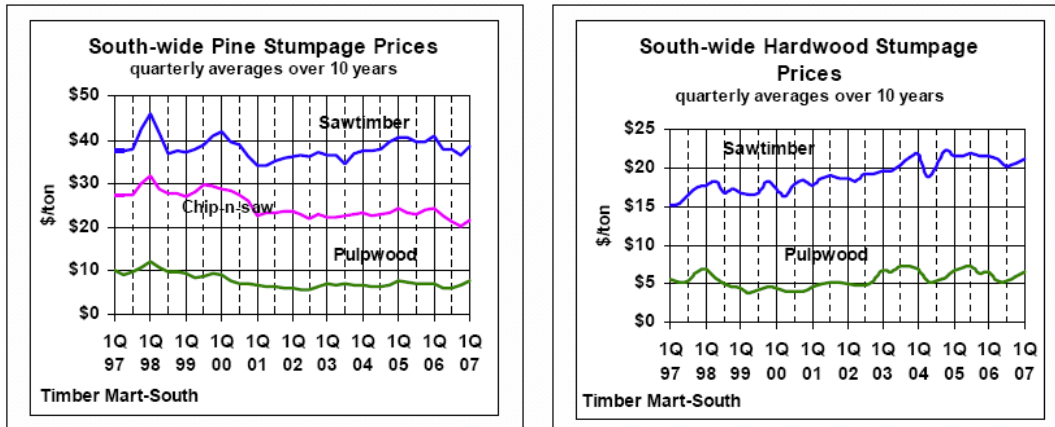 South-wide Pine Stumpage Prices
quarterly averages over 10 years
$50
$40
$30
$20
$10
$0
$/ton
Sawtimber
Chip-n-saw
Pulpwood
1Q 1Q 1Q 1Q 1Q 1Q 1Q 1Q 1Q 1Q 1Q
97 98 99 00 01 02 03 04 05 06 07
Timber Mart-South
South-wide Hardwood Stumpage
Prices
quarterly averages over 10 years
$25
$20
$15
$10
$5
$0
$/ton
Sawtimber
Pulpwood
1Q 1Q 1Q 1Q 1Q 1Q 1Q 1Q 1Q 1Q 1Q
97 98 99 00 01 02 03 04 05 06 07
Timber Mart-South